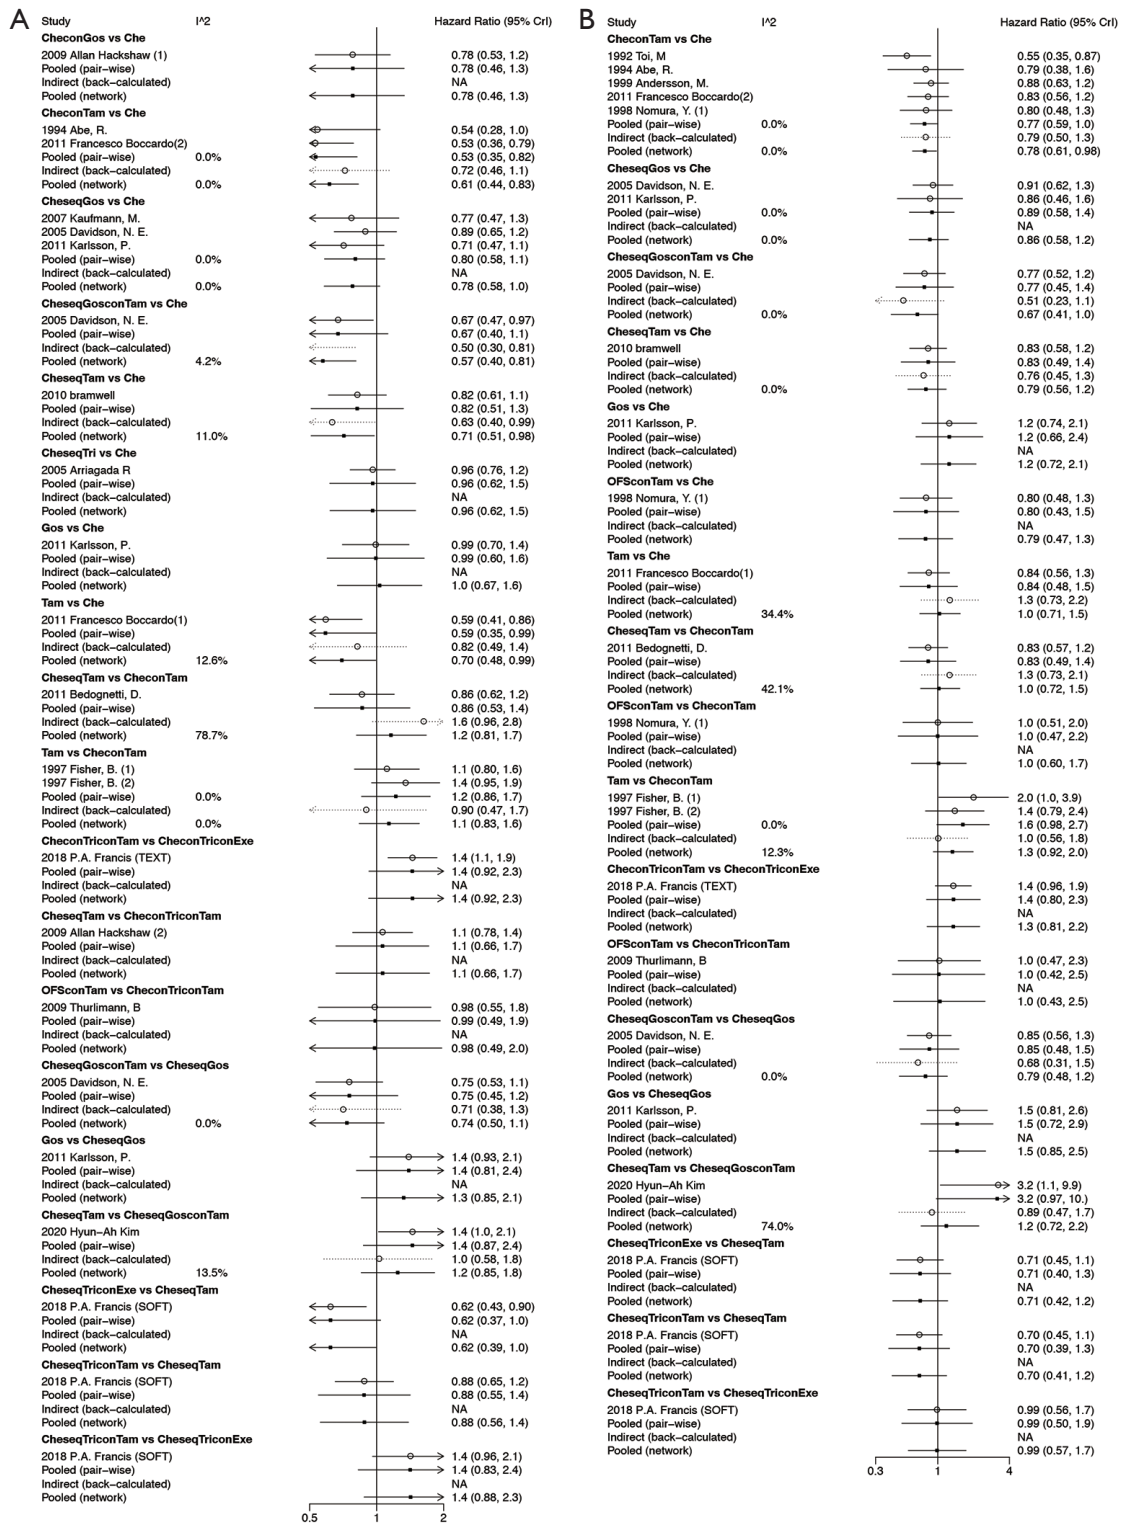 A
Study I^2 Hazard Ratio (95% CrI)
CheconGos vs Che
2009 Allan Hackshaw (1) 0.78 (0.53, 1.2)
Pooled (pair−wise) 0.78 (0.46, 1.3)
Indirect (back−calculated) NA
Pooled (network) 0.78 (0.46, 1.3)
CheconTam vs Che
1994 Abe, R. 0.54 (0.28, 1.0)
2011 Francesco Boccardo(2) 0.53 (0.36, 0.79)
Pooled (pair−wise) 0.0% 0.53 (0.35, 0.82)
Indirect (back−calculated) 0.72 (0.46, 1.1)
Pooled (network) 0.0% 0.61 (0.44, 0.83)
CheseqGos vs Che
2007 Kaufmann, M. 0.77 (0.47, 1.3)
2005 Davidson, N. E. 0.89 (0.65, 1.2)
2011 Karlsson, P. 0.71 (0.47, 1.1)
Pooled (pair−wise) 0.0% 0.80 (0.58, 1.1)
Indirect (back−calculated) NA
Pooled (network) 0.0% 0.78 (0.58, 1.0)
CheseqGosconTam vs Che
2005 Davidson, N. E. 0.67 (0.47, 0.97)
Pooled (pair−wise) 0.67 (0.40, 1.1)
Indirect (back−calculated) 0.50 (0.30, 0.81)
Pooled (network) 4.2% 0.57 (0.40, 0.81)
CheseqTam vs Che
2010 bramwell 0.82 (0.61, 1.1)
Pooled (pair−wise) 0.82 (0.51, 1.3)
Indirect (back−calculated) 0.63 (0.40, 0.99)
Pooled (network) 11.0% 0.71 (0.51, 0.98)
CheseqTri vs Che
2005 Arriagada R 0.96 (0.76, 1.2)
Pooled (pair−wise) 0.96 (0.62, 1.5)
Indirect (back−calculated) NA
Pooled (network) 0.96 (0.62, 1.5)
Gos vs Che
2011 Karlsson, P. 0.99 (0.70, 1.4)
Pooled (pair−wise) 0.99 (0.60, 1.6)
Indirect (back−calculated) NA
Pooled (network) 1.0 (0.67, 1.6)
Tam vs Che
2011 Francesco Boccardo(1) 0.59 (0.41, 0.86)
Pooled (pair−wise) 0.59 (0.35, 0.99)
Indirect (back−calculated) 0.82 (0.49, 1.4)
Pooled (network) 12.6% 0.70 (0.48, 0.99)
CheseqTam vs CheconTam
2011 Bedognetti, D. 0.86 (0.62, 1.2)
Pooled (pair−wise) 0.86 (0.53, 1.4)
Indirect (back−calculated) 1.6 (0.96, 2.8)
Pooled (network) 78.7% 1.2 (0.81, 1.7)
Tam vs CheconTam
1997 Fisher, B. (1) 1.1 (0.80, 1.6)
1997 Fisher, B. (2) 1.4 (0.95, 1.9)
Pooled (pair−wise) 0.0% 1.2 (0.86, 1.7)
Indirect (back−calculated) 0.90 (0.47, 1.7)
Pooled (network) 0.0% 1.1 (0.83, 1.6)
CheconTriconTam vs CheconTriconExe
2018 P.A. Francis (TEXT) 1.4 (1.1, 1.9)
Pooled (pair−wise) 1.4 (0.92, 2.3)
Indirect (back−calculated) NA
Pooled (network) 1.4 (0.92, 2.3)
CheseqTam vs CheconTriconTam
2009 Allan Hackshaw (2) 1.1 (0.78, 1.4)
Pooled (pair−wise) 1.1 (0.66, 1.7)
Indirect (back−calculated) NA
Pooled (network) 1.1 (0.66, 1.7)
OFSconTam vs CheconTriconTam
2009 Thurlimann, B 0.98 (0.55, 1.8)
Pooled (pair−wise) 0.99 (0.49, 1.9)
Indirect (back−calculated) NA
Pooled (network) 0.98 (0.49, 2.0)
CheseqGosconTam vs CheseqGos
2005 Davidson, N. E. 0.75 (0.53, 1.1)
Pooled (pair−wise) 0.75 (0.45, 1.2)
Indirect (back−calculated) 0.71 (0.38, 1.3)
Pooled (network) 0.0% 0.74 (0.50, 1.1)
Gos vs CheseqGos
2011 Karlsson, P. 1.4 (0.93, 2.1)
Pooled (pair−wise) 1.4 (0.81, 2.4)
Indirect (back−calculated) NA
Pooled (network) 1.3 (0.85, 2.1)
CheseqTam vs CheseqGosconTam
2020 Hyun−Ah Kim 1.4 (1.0, 2.1)
Pooled (pair−wise) 1.4 (0.87, 2.4)
Indirect (back−calculated) 1.0 (0.58, 1.8)
Pooled (network) 13.5% 1.2 (0.85, 1.8)
CheseqTriconExe vs CheseqTam
2018 P.A. Francis (SOFT) 0.62 (0.43, 0.90)
Pooled (pair−wise) 0.62 (0.37, 1.0)
Indirect (back−calculated) NA
Pooled (network) 0.62 (0.39, 1.0)
CheseqTriconTam vs CheseqTam
2018 P.A. Francis (SOFT) 0.88 (0.65, 1.2)
Pooled (pair−wise) 0.88 (0.55, 1.4)
Indirect (back−calculated) NA
Pooled (network) 0.88 (0.56, 1.4)
CheseqTriconTam vs CheseqTriconExe
2018 P.A. Francis (SOFT) 1.4 (0.96, 2.1)
Pooled (pair−wise) 1.4 (0.83, 2.4)
Indirect (back−calculated) NA
Pooled (network) 1.4 (0.88, 2.3)
0.5 1 2
B
Study I^2 Hazard Ratio (95% CrI)
CheconTam vs Che
1992 Toi, M 0.55 (0.35, 0.87)
1994 Abe, R. 0.79 (0.38, 1.6)
1999 Andersson, M. 0.88 (0.63, 1.2)
2011 Francesco Boccardo(2) 0.83 (0.56, 1.2)
1998 Nomura, Y. (1) 0.80 (0.48, 1.3)
Pooled (pair−wise) 0.0% 0.77 (0.59, 1.0)
Indirect (back−calculated) 0.79 (0.50, 1.3)
Pooled (network) 0.0% 0.78 (0.61, 0.98)
CheseqGos vs Che
2005 Davidson, N. E. 0.91 (0.62, 1.3)
2011 Karlsson, P. 0.86 (0.46, 1.6)
Pooled (pair−wise) 0.0% 0.89 (0.58, 1.4)
Indirect (back−calculated) NA
Pooled (network) 0.0% 0.86 (0.58, 1.2)
CheseqGosconTam vs Che
2005 Davidson, N. E. 0.77 (0.52, 1.2)
Pooled (pair−wise) 0.77 (0.45, 1.4)
Indirect (back−calculated) 0.51 (0.23, 1.1)
Pooled (network) 0.0% 0.67 (0.41, 1.0)
CheseqTam vs Che
2010 bramwell 0.83 (0.58, 1.2)
Pooled (pair−wise) 0.83 (0.49, 1.4)
Indirect (back−calculated) 0.76 (0.45, 1.3)
Pooled (network) 0.0% 0.79 (0.56, 1.2)
Gos vs Che
2011 Karlsson, P. 1.2 (0.74, 2.1)
Pooled (pair−wise) 1.2 (0.66, 2.4)
Indirect (back−calculated) NA
Pooled (network) 1.2 (0.72, 2.1)
OFSconTam vs Che
1998 Nomura, Y. (1) 0.80 (0.48, 1.3)
Pooled (pair−wise) 0.80 (0.43, 1.5)
Indirect (back−calculated) NA
Pooled (network) 0.79 (0.47, 1.3)
Tam vs Che
2011 Francesco Boccardo(1) 0.84 (0.56, 1.3)
Pooled (pair−wise) 0.84 (0.48, 1.5)
Indirect (back−calculated) 1.3 (0.73, 2.2)
Pooled (network) 34.4% 1.0 (0.71, 1.5)
CheseqTam vs CheconTam
2011 Bedognetti, D. 0.83 (0.57, 1.2)
Pooled (pair−wise) 0.83 (0.49, 1.4)
Indirect (back−calculated) 1.3 (0.73, 2.1)
Pooled (network) 42.1% 1.0 (0.72, 1.5)
OFSconTam vs CheconTam
1998 Nomura, Y. (1) 1.0 (0.51, 2.0)
Pooled (pair−wise) 1.0 (0.47, 2.2)
Indirect (back−calculated) NA
Pooled (network) 1.0 (0.60, 1.7)
Tam vs CheconTam
1997 Fisher, B. (1) 2.0 (1.0, 3.9)
1997 Fisher, B. (2) 1.4 (0.79, 2.4)
Pooled (pair−wise) 0.0% 1.6 (0.98, 2.7)
Indirect (back−calculated) 1.0 (0.56, 1.8)
Pooled (network) 12.3% 1.3 (0.92, 2.0)
CheconTriconTam vs CheconTriconExe
2018 P.A. Francis (TEXT) 1.4 (0.96, 1.9)
Pooled (pair−wise) 1.4 (0.80, 2.3)
Indirect (back−calculated) NA
Pooled (network) 1.3 (0.81, 2.2)
OFSconTam vs CheconTriconTam
2009 Thurlimann, B 1.0 (0.47, 2.3)
Pooled (pair−wise) 1.0 (0.42, 2.5)
Indirect (back−calculated) NA
Pooled (network) 1.0 (0.43, 2.5)
CheseqGosconTam vs CheseqGos
2005 Davidson, N. E. 0.85 (0.56, 1.3)
Pooled (pair−wise) 0.85 (0.48, 1.5)
Indirect (back−calculated) 0.68 (0.31, 1.5)
Pooled (network) 0.0% 0.79 (0.48, 1.2)
Gos vs CheseqGos
2011 Karlsson, P. 1.5 (0.81, 2.6)
Pooled (pair−wise) 1.5 (0.72, 2.9)
Indirect (back−calculated) NA
Pooled (network) 1.5 (0.85, 2.5)
CheseqTam vs CheseqGosconTam
2020 Hyun−Ah Kim 3.2 (1.1, 9.9)
Pooled (pair−wise) 3.2 (0.97, 10.)
Indirect (back−calculated) 0.89 (0.47, 1.7)
Pooled (network) 74.0% 1.2 (0.72, 2.2)
CheseqTriconExe vs CheseqTam
2018 P.A. Francis (SOFT) 0.71 (0.45, 1.1)
Pooled (pair−wise) 0.71 (0.40, 1.3)
Indirect (back−calculated) NA
Pooled (network) 0.71 (0.42, 1.2)
CheseqTriconTam vs CheseqTam
2018 P.A. Francis (SOFT) 0.70 (0.45, 1.1)
Pooled (pair−wise) 0.70 (0.39, 1.3)
Indirect (back−calculated) NA
Pooled (network) 0.70 (0.41, 1.2)
CheseqTriconTam vs CheseqTriconExe
2018 P.A. Francis (SOFT) 0.99 (0.56, 1.7)
Pooled (pair−wise) 0.99 (0.50, 1.9)
Indirect (back−calculated) NA
Pooled (network) 0.99 (0.57, 1.7)
0.3 1 4